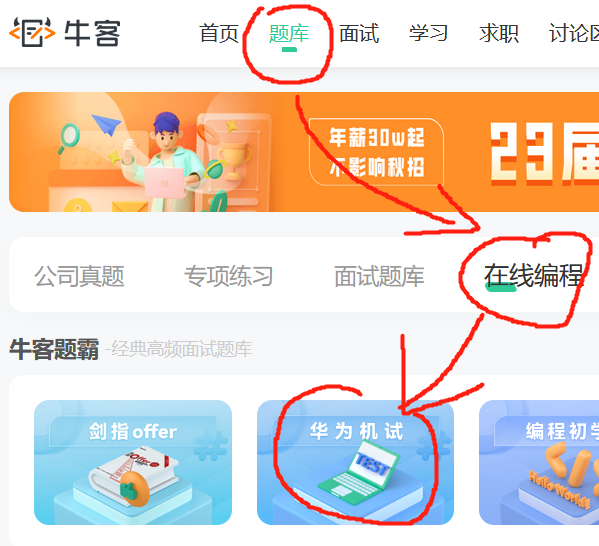 牛客 首页 题库 面试 学习 求职 讨论区
年薪30w起
不影响秋招
23届
公司真题 专项练习 面试题库 在线编程
牛客题霸 -经典高频面试题库
剑指offer 华为机试 编程初学
Offer
TEST
Hello World!